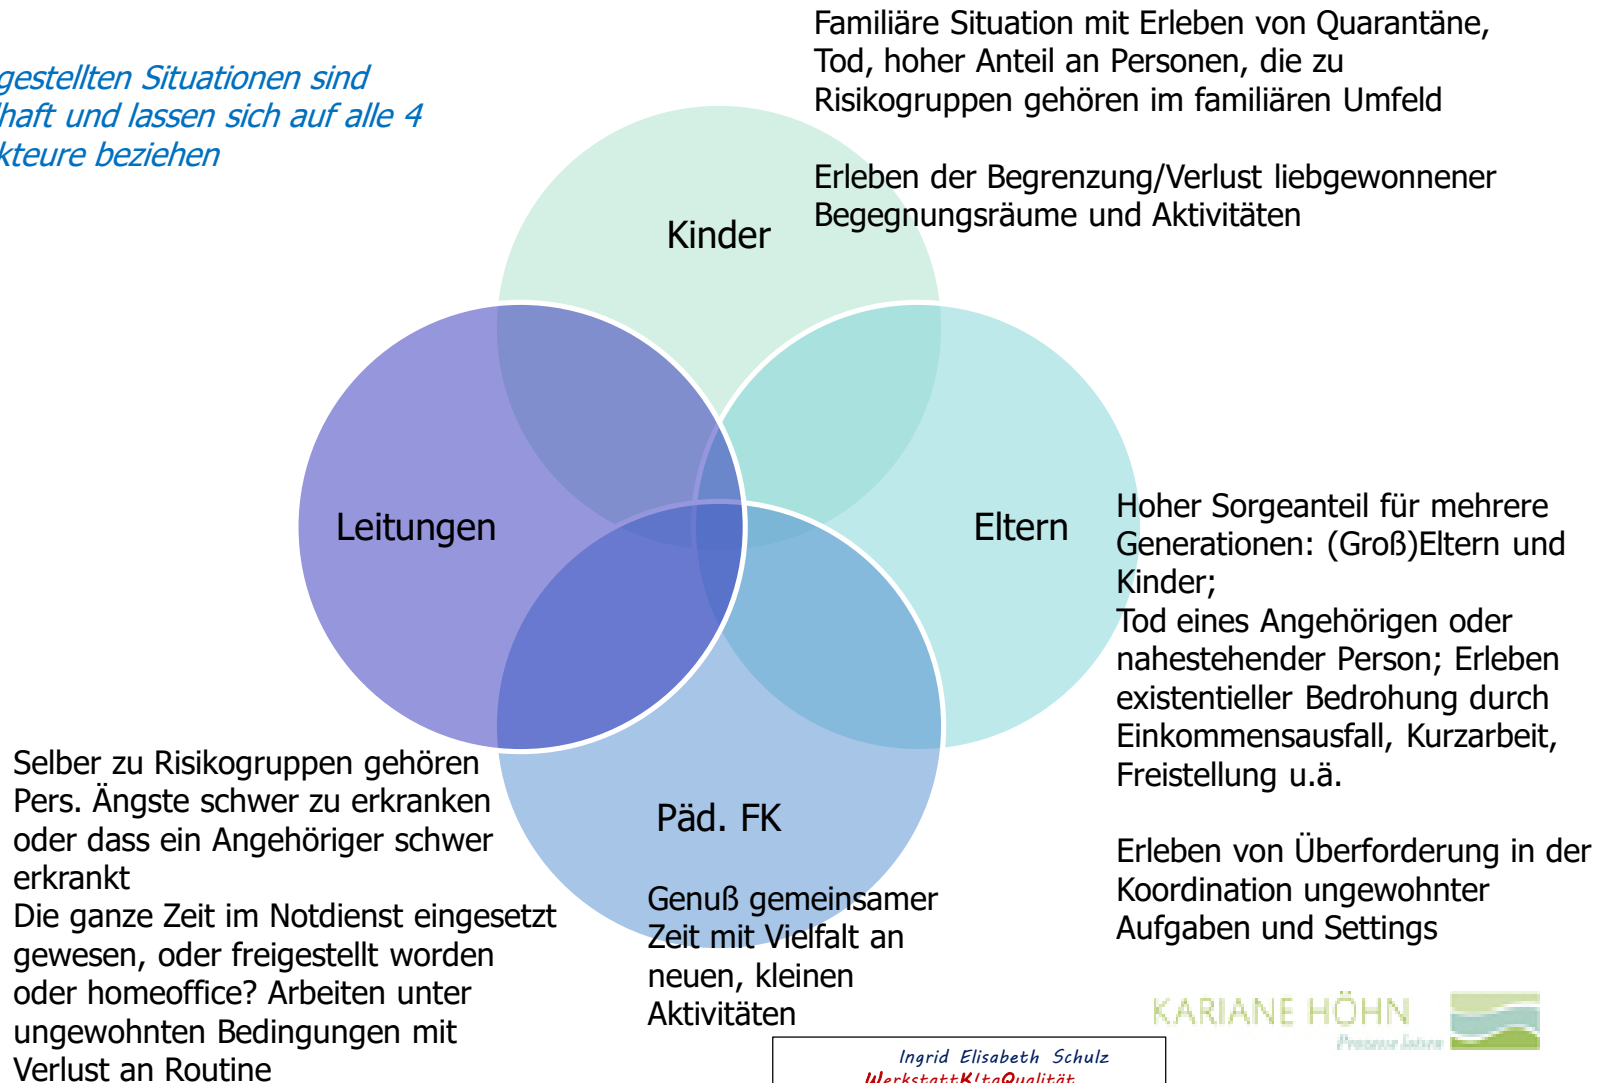 gestellten Situationen sind
haft und lassen sich auf alle 4
kteure beziehen
Familiäre Situation mit Erleben von Quarantäne,
Tod, hoher Anteil an Personen, die zu
Risikogruppen gehören im familiären Umfeld
Erleben der Begrenzung/Verlust liebgewonnener
Begegnungsräume und Aktivitäten
Kinder
Leitungen
Eltern
Hoher Sorgeanteil für mehrere
Generationen: (Groß)Eltern und
Kinder;
Tod eines Angehörigen oder
nahestehender Person; Erleben
existentieller Bedrohung durch
Einkommensausfall, Kurzarbeit,
Freistellung u.ä.
Erleben von Überforderung in der
Koordination ungewohnter
Aufgaben und Settings
Selber zu Risikogruppen gehören
Pers. Ängste schwer zu erkranken
oder dass ein Angehöriger schwer
erkrankt
Die ganze Zeit im Notdienst eingesetzt
gewesen, oder freigestellt worden
oder homeoffice? Arbeiten unter
ungewohnten Bedingungen mit
Verlust an Routine
Päd. FK
Genuß gemeinsamer
Zeit mit Vielfalt an
neuen, kleinen
Aktivitäten
KARIANE HÖHN
Prozesse lotsen
Ingrid Elisabeth Schulz
WerkstattK!taQualität